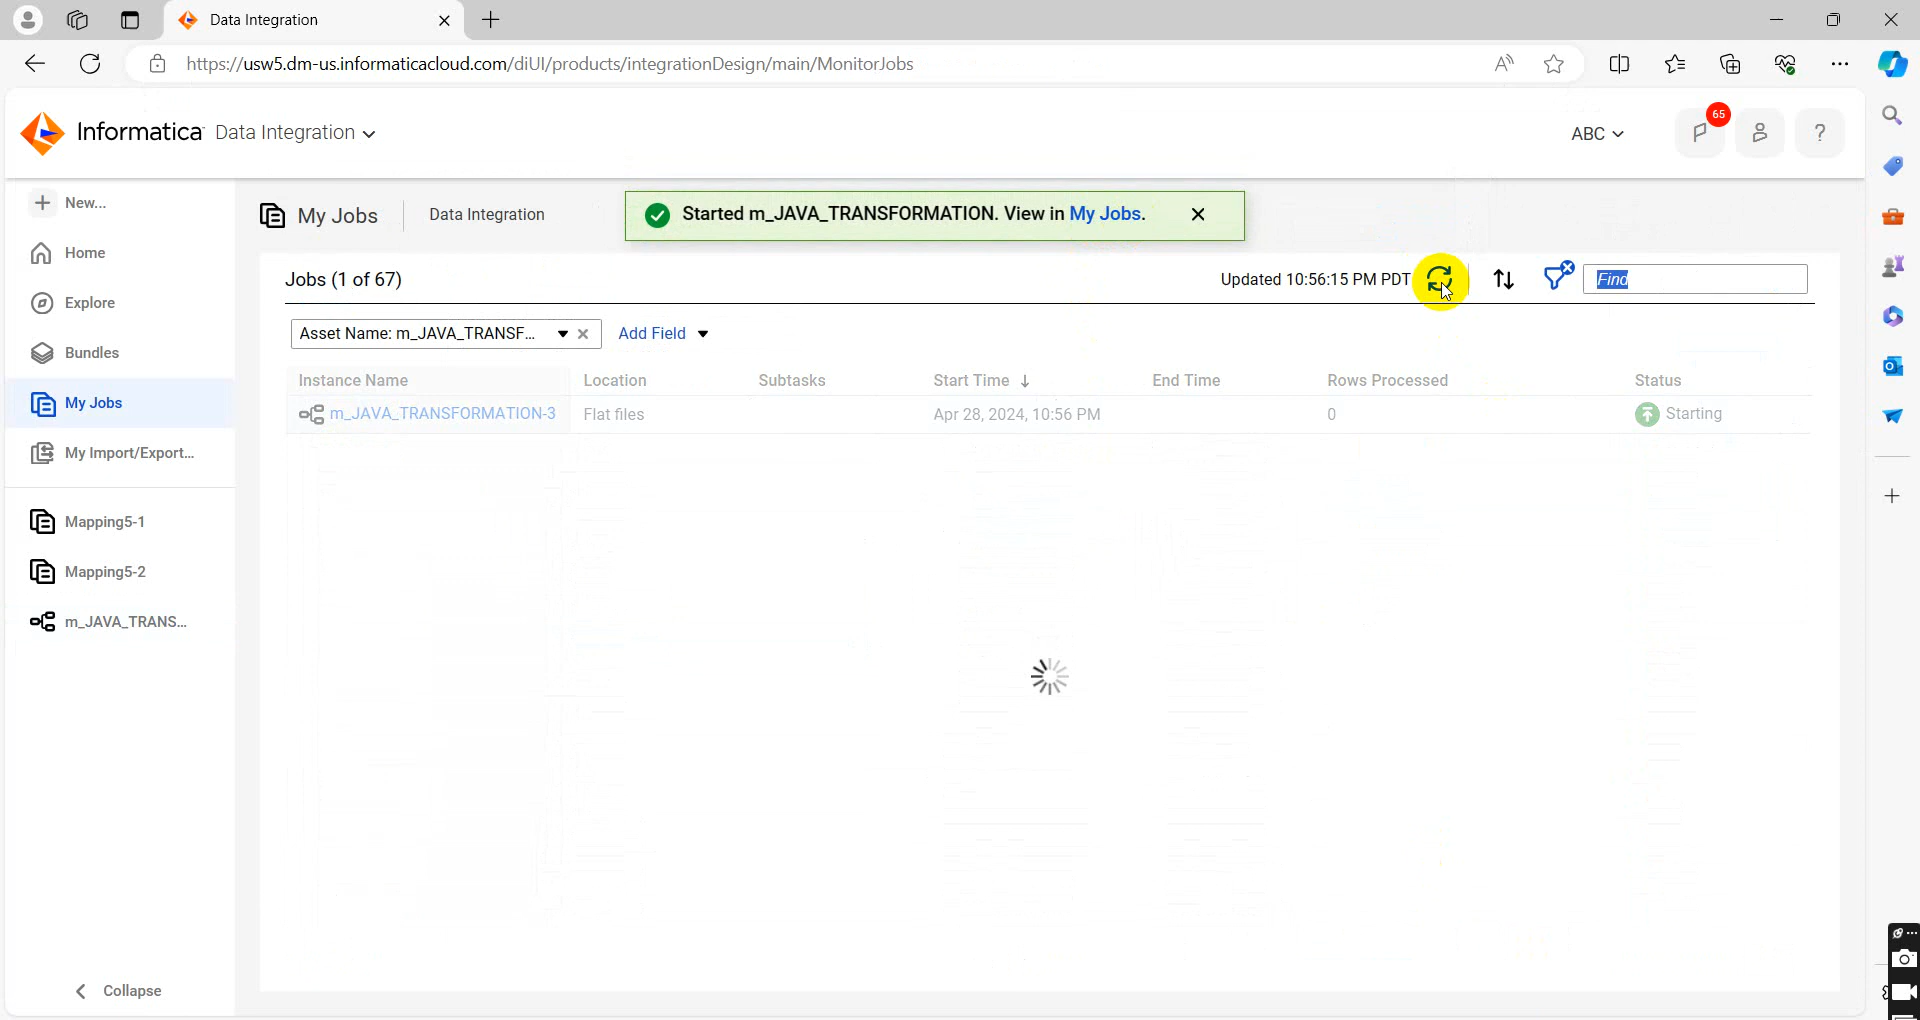 Data Integration
https://usw5.dm-us.informaticacloud.com/diUI/products/integrationDesign/main/MonitorJobs
Informatica Data Integration
ABC
65
?
New...
Home
Explore
Bundles
My Jobs
My Import/Export...
Mapping5-1
Mapping5-2
m_JAVA_TRANS...
Collapse
My Jobs
Data Integration
Started m_JAVA_TRANSFORMATION. View in My Jobs.
Jobs (1 of 67)
Updated 10:56:15 PM PDT
Find
Asset Name: m_JAVA_TRANSF...
Add Field
Instance Name Location Subtasks Start Time ↓ End Time Rows Processed Status
m_JAVA_TRANSFORMATION-3 Flat files Apr 28, 2024, 10:56 PM 0 Starting